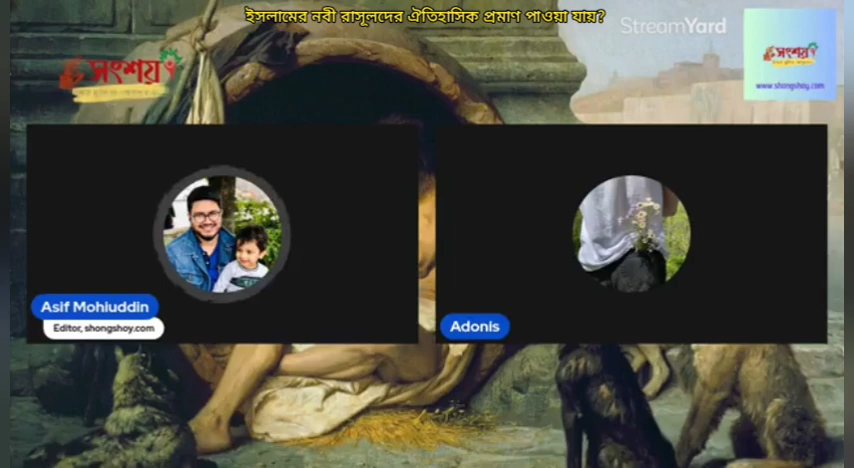 ইসলামের নবী রাসূলদের ঐতিহাসিক প্রমাণ পাওয়া যায়?
StreamYard
সংশয়
সংশয়
www.shongshoy.com
Asif Mohiuddin
Editor, shongshoy.com
Adonis